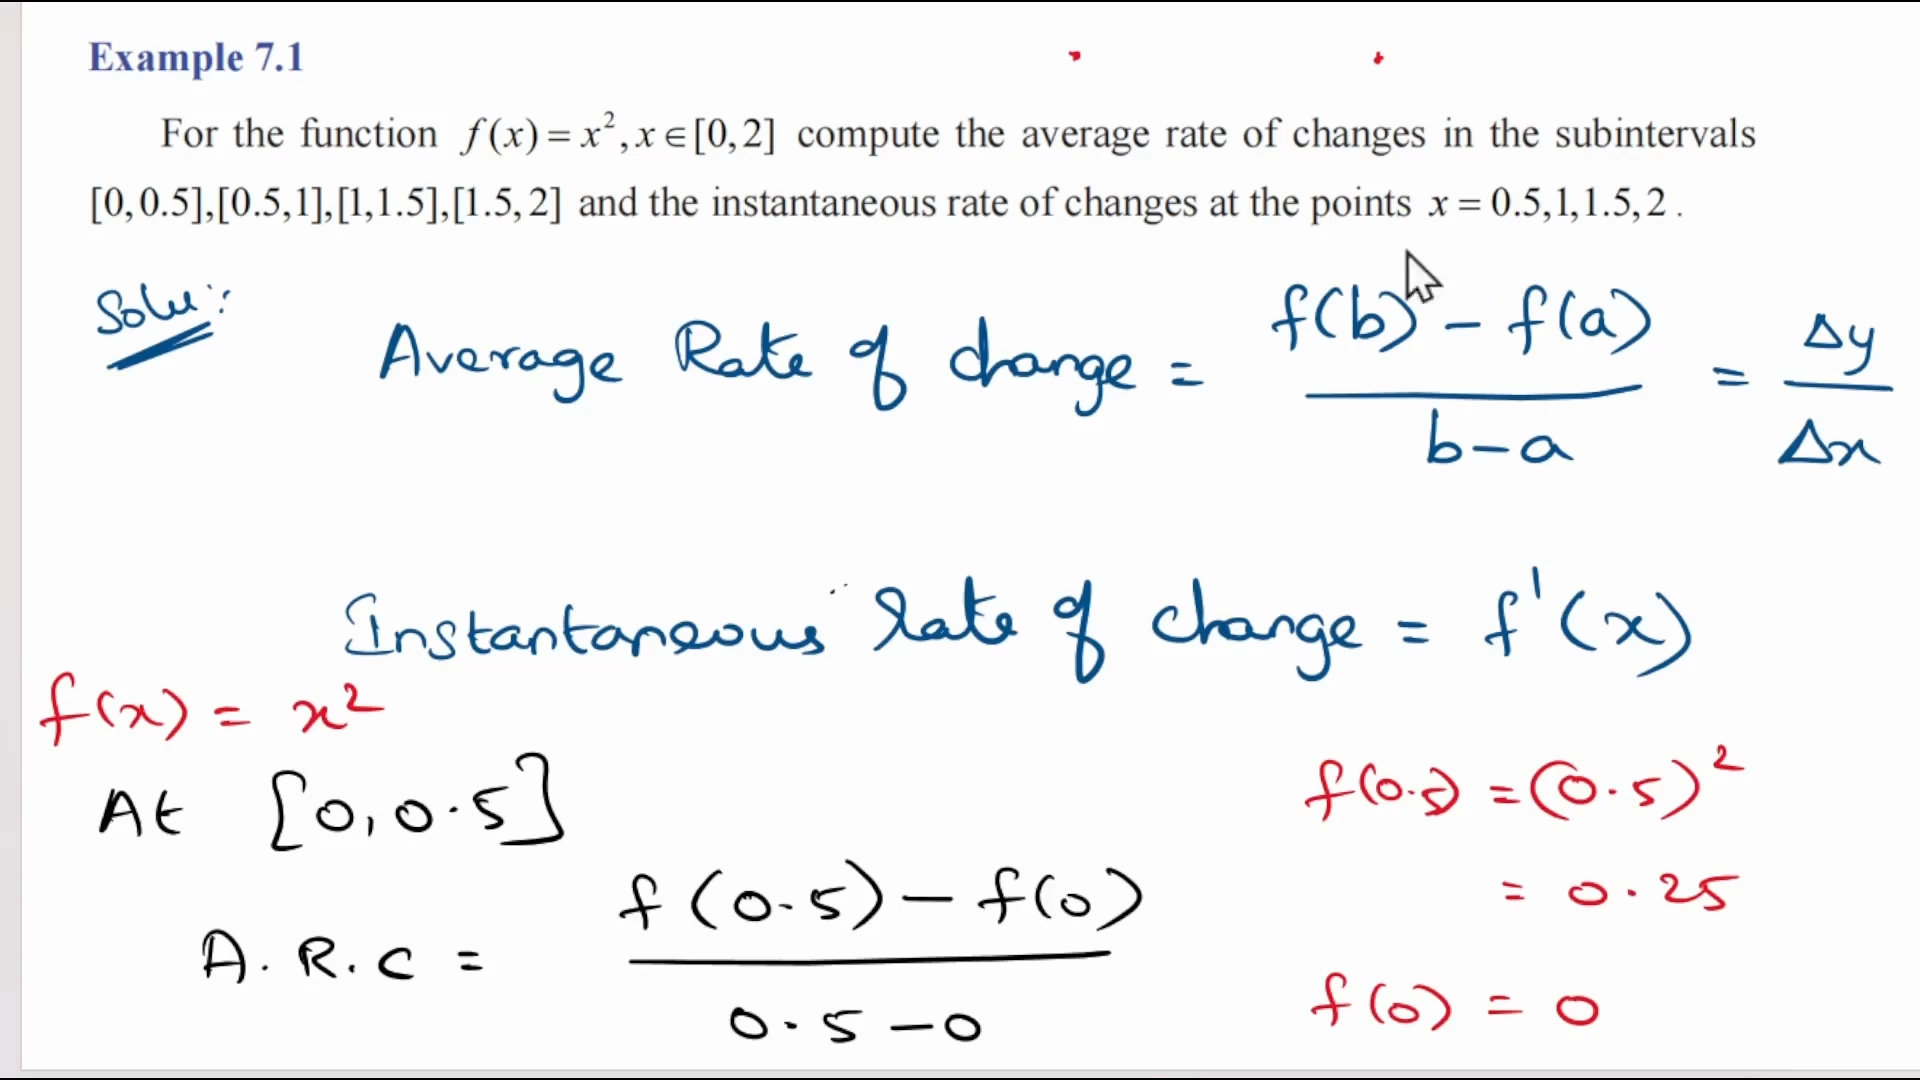 Example 7.1
For the function f(x) = x², x ∈ [0, 2] compute the average rate of changes in the subintervals
[0, 0.5], [0.5, 1], [1, 1.5], [1.5, 2] and the instantaneous rate of changes at the points x = 0.5, 1, 1.5, 2 .
Solu:
Average Rate of change = f(b) - f(a) / b - a = Δy / Δx
Instantaneous Rate of change = f'(x)
f(x) = x²
At [0, 0.5]
f(0.5) = (0.5)²
= 0.25
A.R.C = f(0.5) - f(0) / 0.5 - 0
f(0) = 0